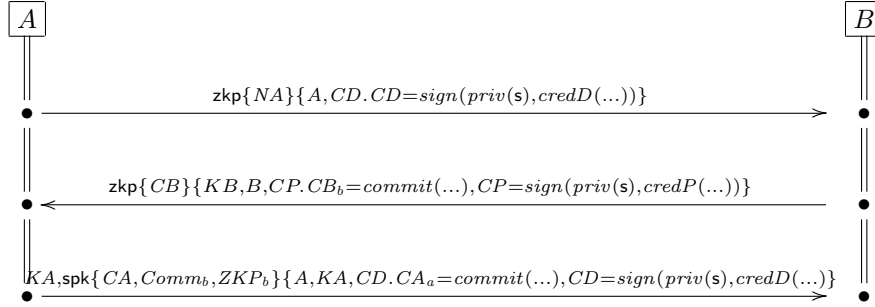 A B
zkp{NA}{A,CD.CD=sign(priv(s),credD(...))}
zkp{CB}{KB,B,CP.CB_b=commit(...),CP=sign(priv(s),credP(...))}
KA,spk{CA,Comm_b,ZKP_b}{A,KA,CD.CA_a=commit(...),CD=sign(priv(s),credD(...)}